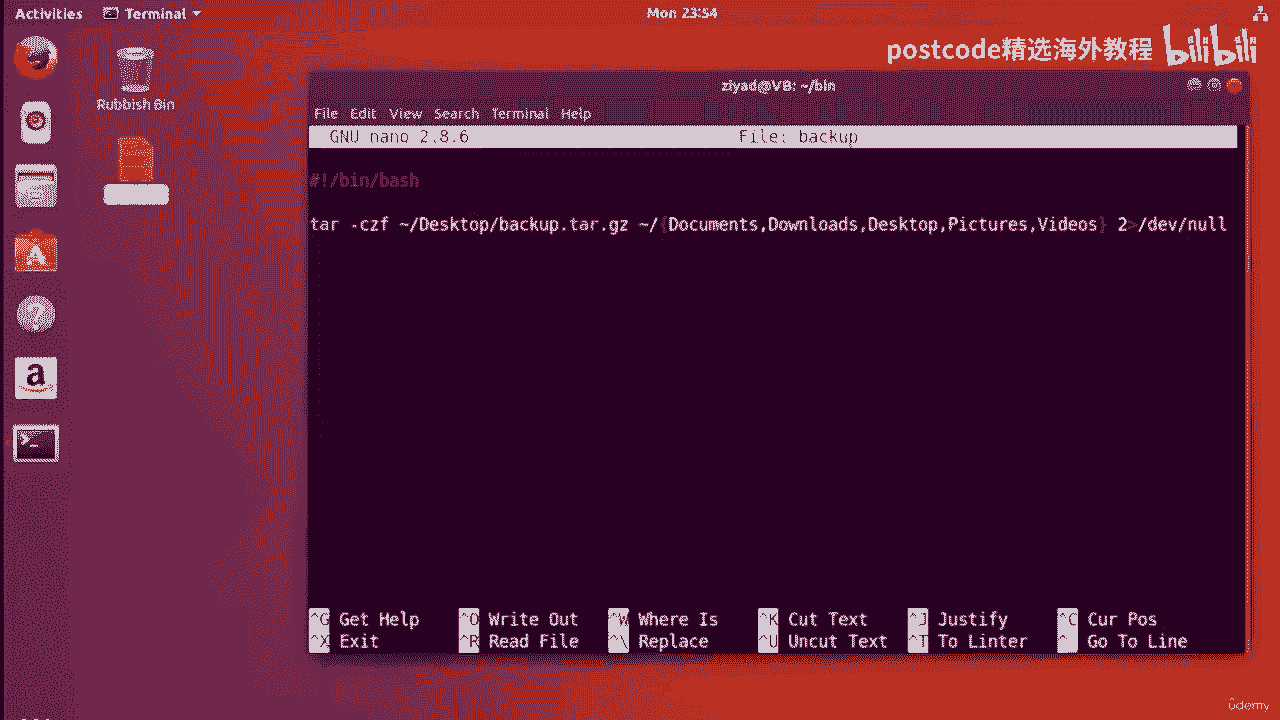 Activities Terminal Mon 23:54
postcode精选海外教程 bilibili
Rubbish Bin
ziyad@VB: ~/bin
File Edit View Search Terminal Help
GNU nano 2.8.6 File: backup
#!/bin/bash
tar -czf ~/Desktop/backup.tar.gz ~/{Documents,Downloads,Desktop,Pictures,Videos} 2>/dev/null
^G Get Help ^O Write Out ^W Where Is ^K Cut Text ^J Justify ^C Cur Pos
^X Exit ^R Read File ^\ Replace ^U Uncut Text ^T To Linter ^_ Go To Line
ûdemy